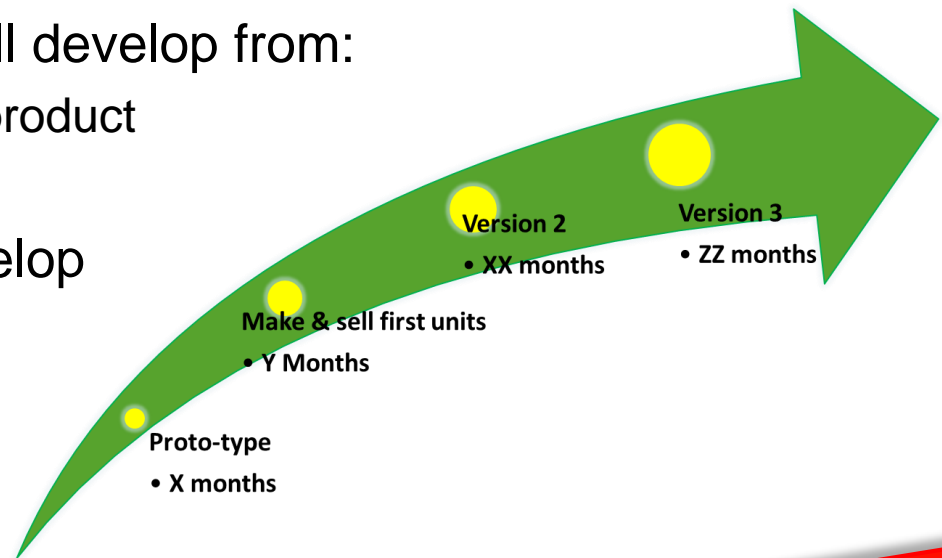 ll develop from:
product
elop
Version 2
• XX months
Version 3
• ZZ months
Make & sell first units
• Y Months
Proto-type
• X months